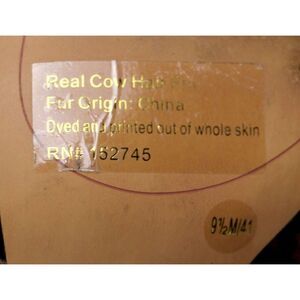 Real Cow Hair
Fur Origin: China
Dyed and printed out of whole skin
RN# 152745
9½M/41